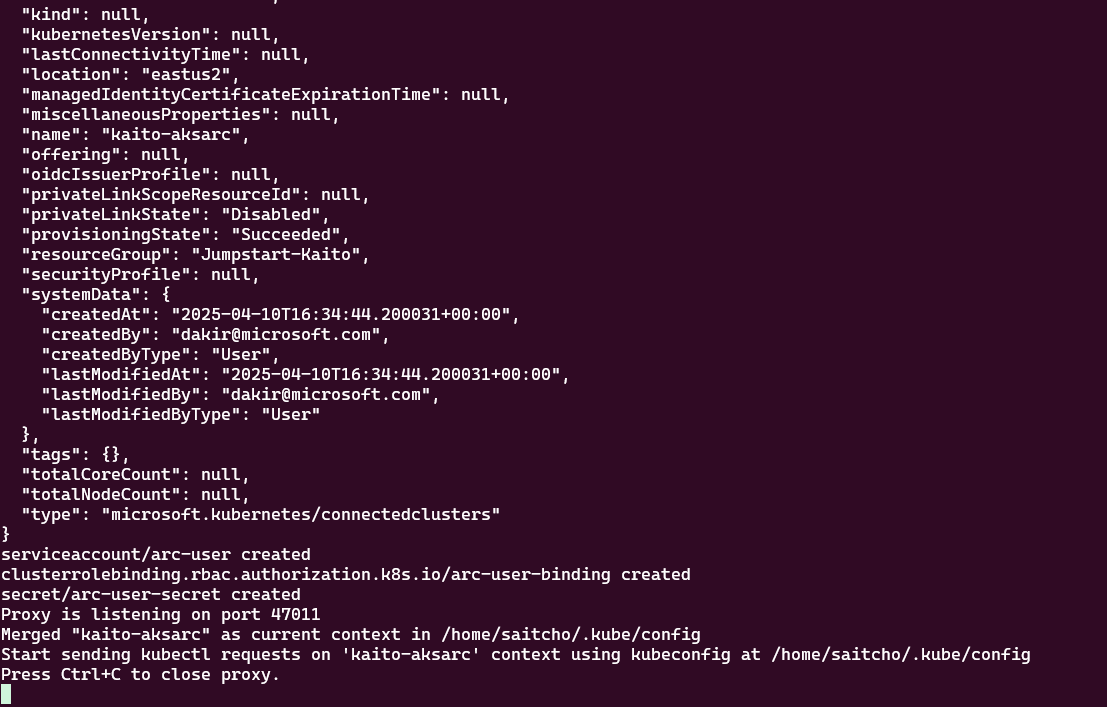 "kind": null,
"kubernetesVersion": null,
"lastConnectivityTime": null,
"location": "eastus2",
"managedIdentityCertificateExpirationTime": null,
"miscellaneousProperties": null,
"name": "kaito-aksarc",
"offering": null,
"oidcIssuerProfile": null,
"privateLinkScopeResourceId": null,
"privateLinkState": "Disabled",
"provisioningState": "Succeeded",
"resourceGroup": "Jumpstart-Kaito",
"securityProfile": null,
"systemData": {
"createdAt": "2025-04-10T16:34:44.200031+00:00",
"createdBy": "dakir@microsoft.com",
"createdByType": "User",
"lastModifiedAt": "2025-04-10T16:34:44.200031+00:00",
"lastModifiedBy": "dakir@microsoft.com",
"lastModifiedByType": "User"
},
"tags": {},
"totalCoreCount": null,
"totalNodeCount": null,
"type": "microsoft.kubernetes/connectedclusters"
}
serviceaccount/arc-user created
clusterrolebinding.rbac.authorization.k8s.io/arc-user-binding created
secret/arc-user-secret created
Proxy is listening on port 47011
Merged "kaito-aksarc" as current context in /home/saitcho/.kube/config
Start sending kubectl requests on 'kaito-aksarc' context using kubeconfig at /home/saitcho/.kube/config
Press Ctrl+C to close proxy.